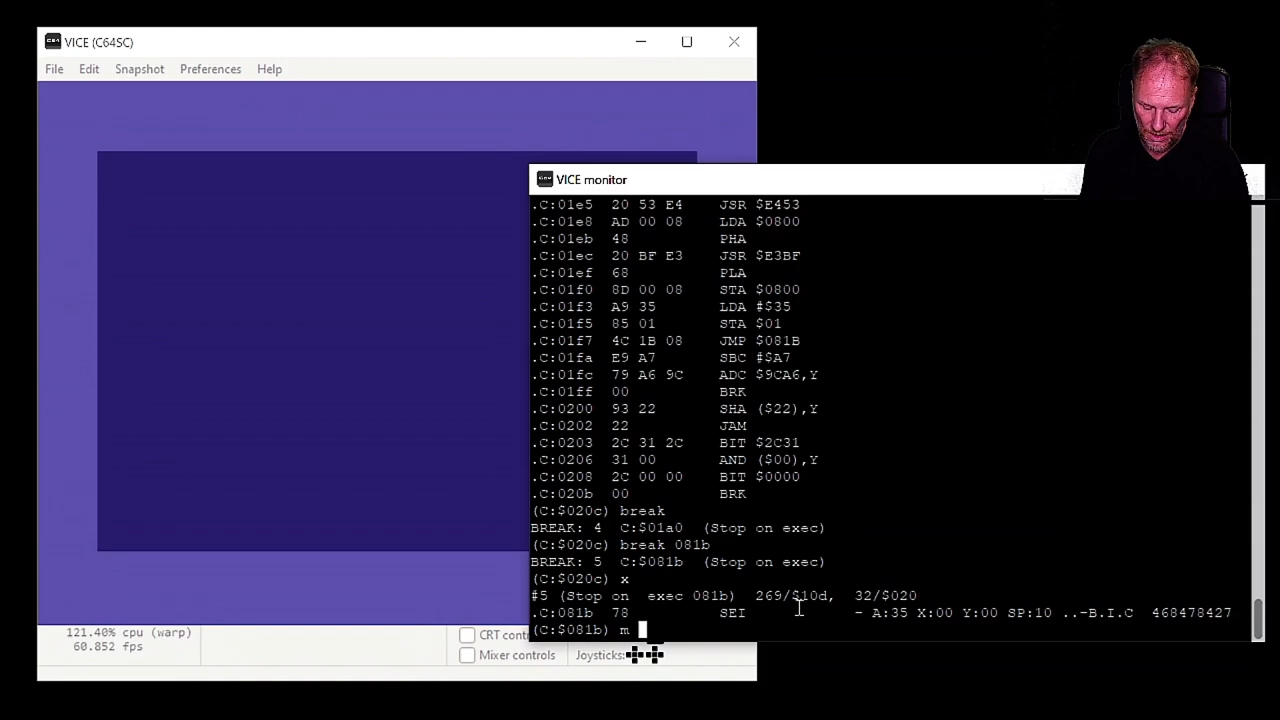 VICE (C64SC)
File Edit Snapshot Preferences Help
VICE monitor
.C:01e5 20 53 E4 JSR $E453
.C:01e8 AD 00 08 LDA $0800
.C:01eb 48 PHA
.C:01ec 20 BF E3 JSR $E3BF
.C:01ef 68 PLA
.C:01f0 8D 00 08 STA $0800
.C:01f3 A9 35 LDA #$35
.C:01f5 85 01 STA $01
.C:01f7 4C 1B 08 JMP $081B
.C:01fa E9 A7 SBC #$A7
.C:01fc 79 A6 9C ADC $9CA6,Y
.C:01ff 00 BRK
.C:0200 93 22 SHA ($22),Y
.C:0202 22 JAM
.C:0203 2C 31 2C BIT $2C31
.C:0206 31 00 AND ($00),Y
.C:0208 2C 00 00 BIT $0000
.C:020b 00 BRK
(C:$020c) break
BREAK: 4 C:$01a0 (Stop on exec)
(C:$020c) break 081b
BREAK: 5 C:$081b (Stop on exec)
(C:$020c) x
#5 (Stop on exec 081b) 269/$10d, 32/$020
.C:081b 78 SEI - A:35 X:00 Y:00 SP:10 ..-B.I.C 468478427
(C:$081b) m
121.40% cpu (warp)
60.852 fps
CRT contr
Mixer controls
Joysticks: